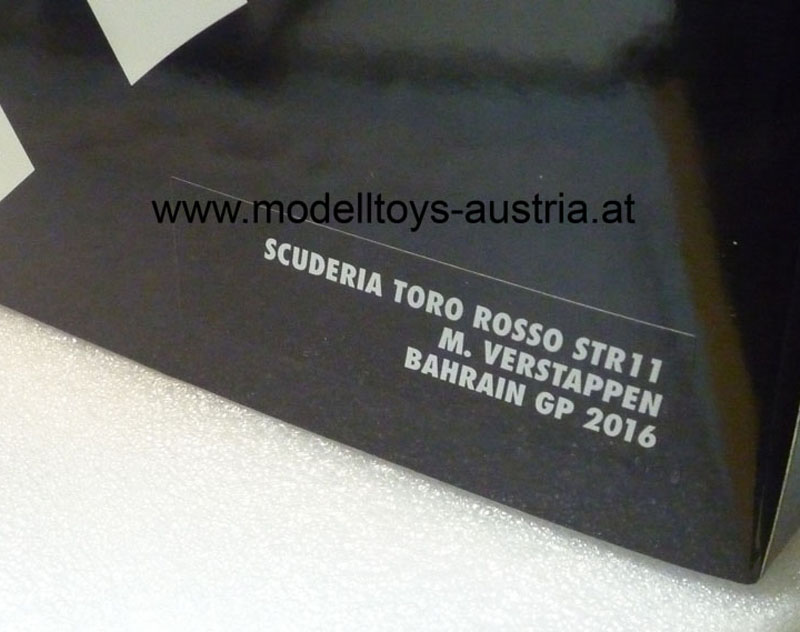 www.modelltoys-austria.at
SCUDERIA TORO ROSSO STR11
M. VERSTAPPEN
BAHRAIN GP 2016